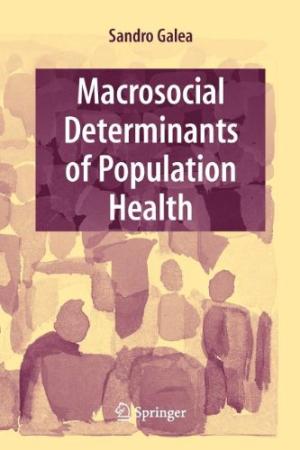 Sandro Galea
Macrosocial
Determinants
of Population
Health
Springer